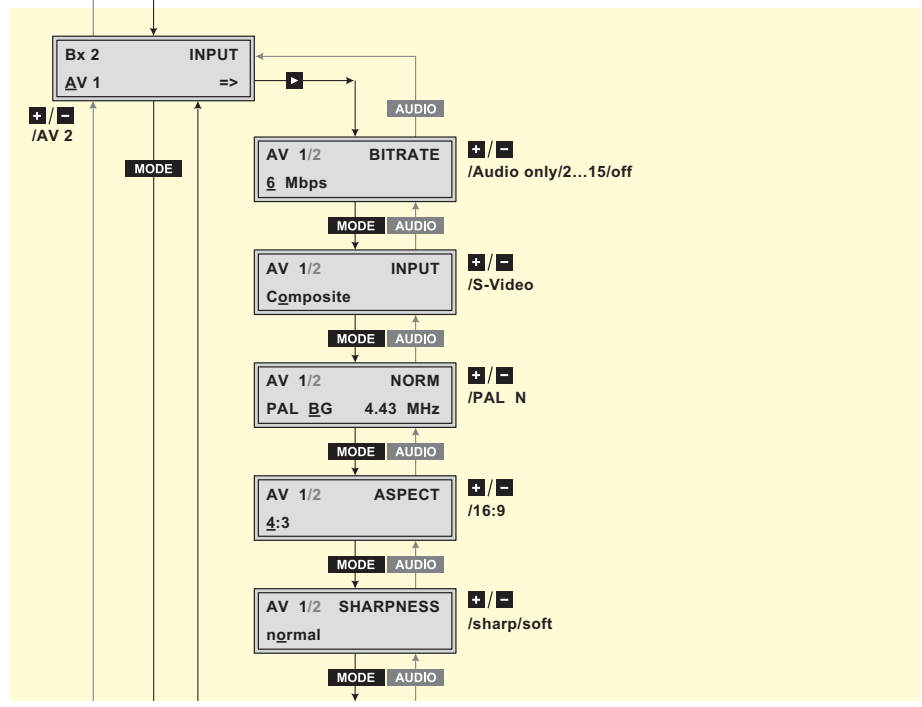 Bx 2 INPUT
AV 1 =>
+/−
/AV 2
MODE
AUDIO
AV 1/2 BITRATE
6 Mbps
+/−
/Audio only/2...15/off
MODE AUDIO
AV 1/2 INPUT
Composite
+/−
/S-Video
MODE AUDIO
AV 1/2 NORM
PAL BG 4.43 MHz
+/−
/PAL N
MODE AUDIO
AV 1/2 ASPECT
4:3
+/−
/16:9
MODE AUDIO
AV 1/2 SHARPNESS
normal
+/−
/sharp/soft
MODE AUDIO